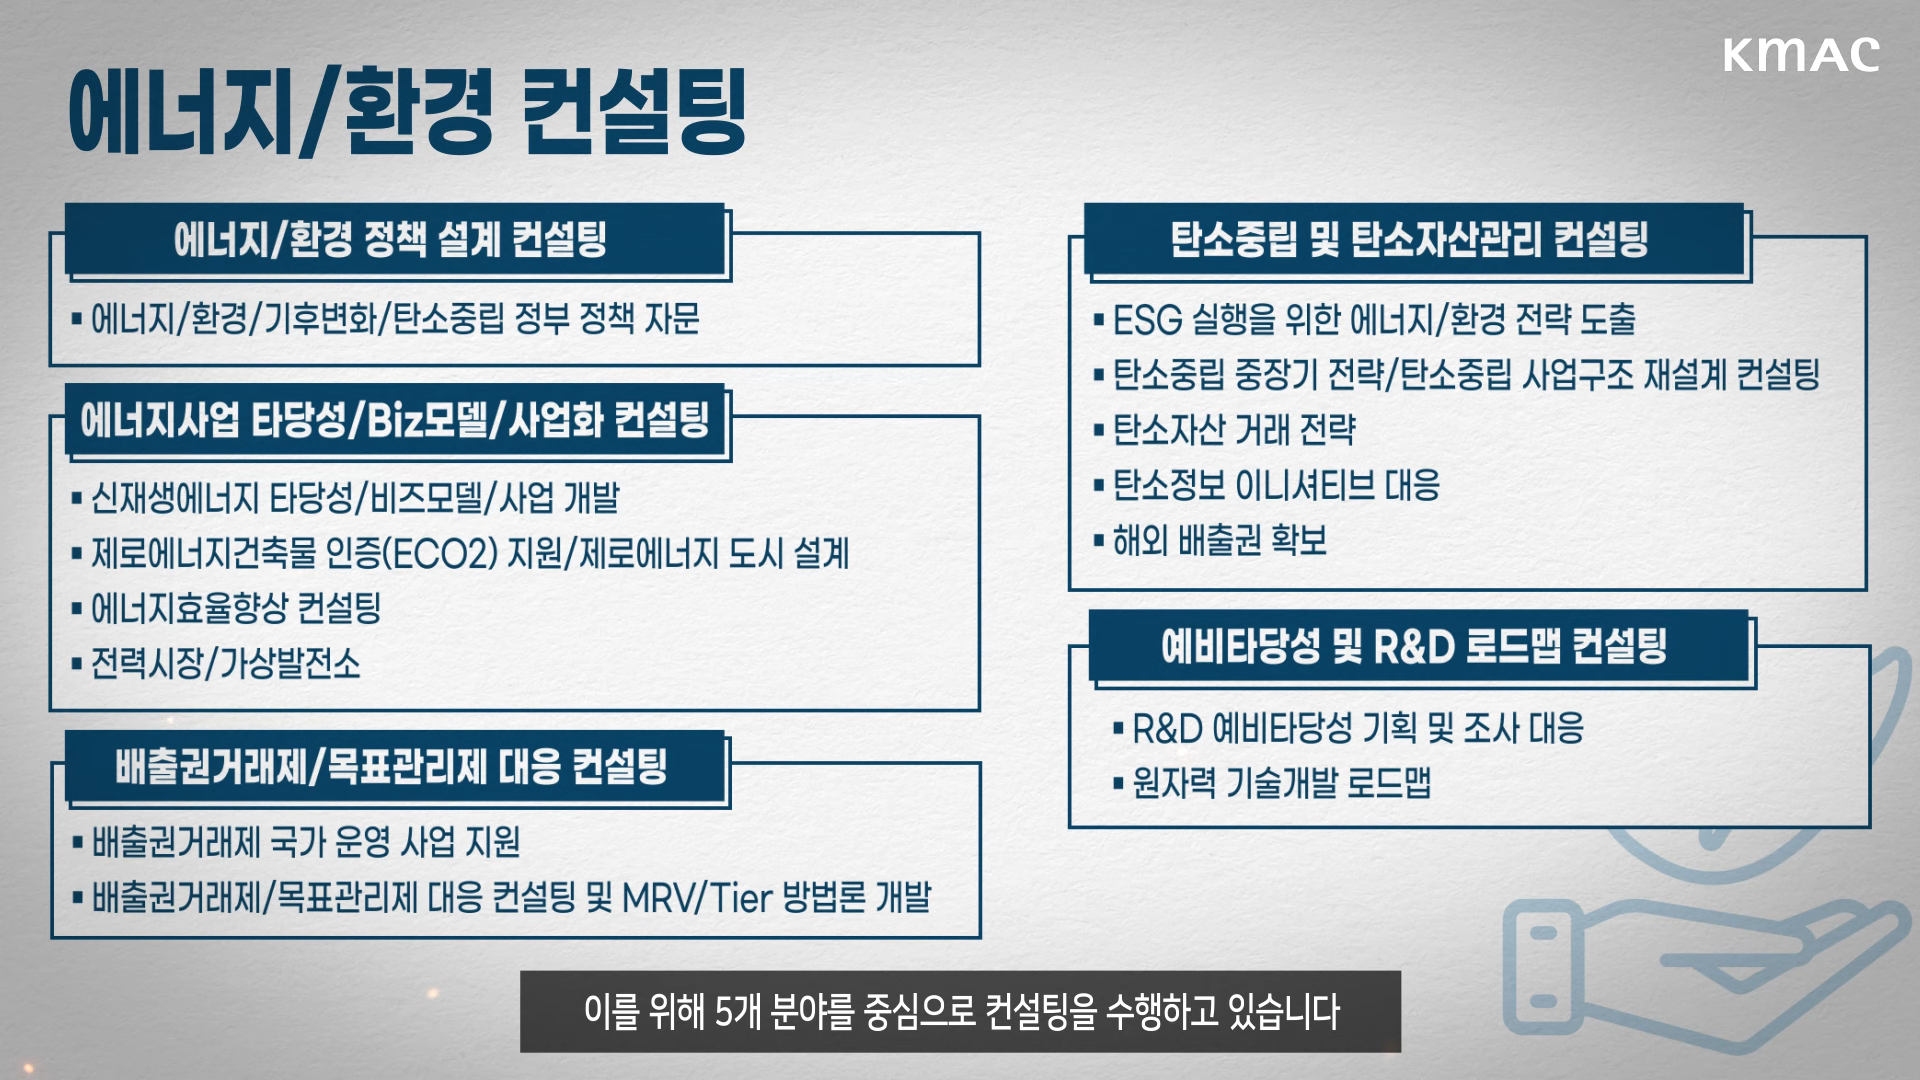 KMAC
에너지/환경 컨설팅
에너지/환경 정책 설계 컨설팅
▪ 에너지/환경/기후변화/탄소중립 정부 정책 자문
에너지사업 타당성/Biz모델/사업화 컨설팅
▪ 신재생에너지 타당성/비즈모델/사업 개발
▪ 제로에너지건축물 인증(ECO2) 지원/제로에너지 도시 설계
▪ 에너지효율향상 컨설팅
▪ 전력시장/가상발전소
배출권거래제/목표관리제 대응 컨설팅
▪ 배출권거래제 국가 운영 사업 지원
▪ 배출권거래제/목표관리제 대응 컨설팅 및 MRV/Tier 방법론 개발
탄소중립 및 탄소자산관리 컨설팅
▪ ESG 실행을 위한 에너지/환경 전략 도출
▪ 탄소중립 중장기 전략/탄소중립 사업구조 재설계 컨설팅
▪ 탄소자산 거래 전략
▪ 탄소정보 이니셔티브 대응
▪ 해외 배출권 확보
예비타당성 및 R&D 로드맵 컨설팅
▪ R&D 예비타당성 기획 및 조사 대응
▪ 원자력 기술개발 로드맵
이를 위해 5개 분야를 중심으로 컨설팅을 수행하고 있습니다